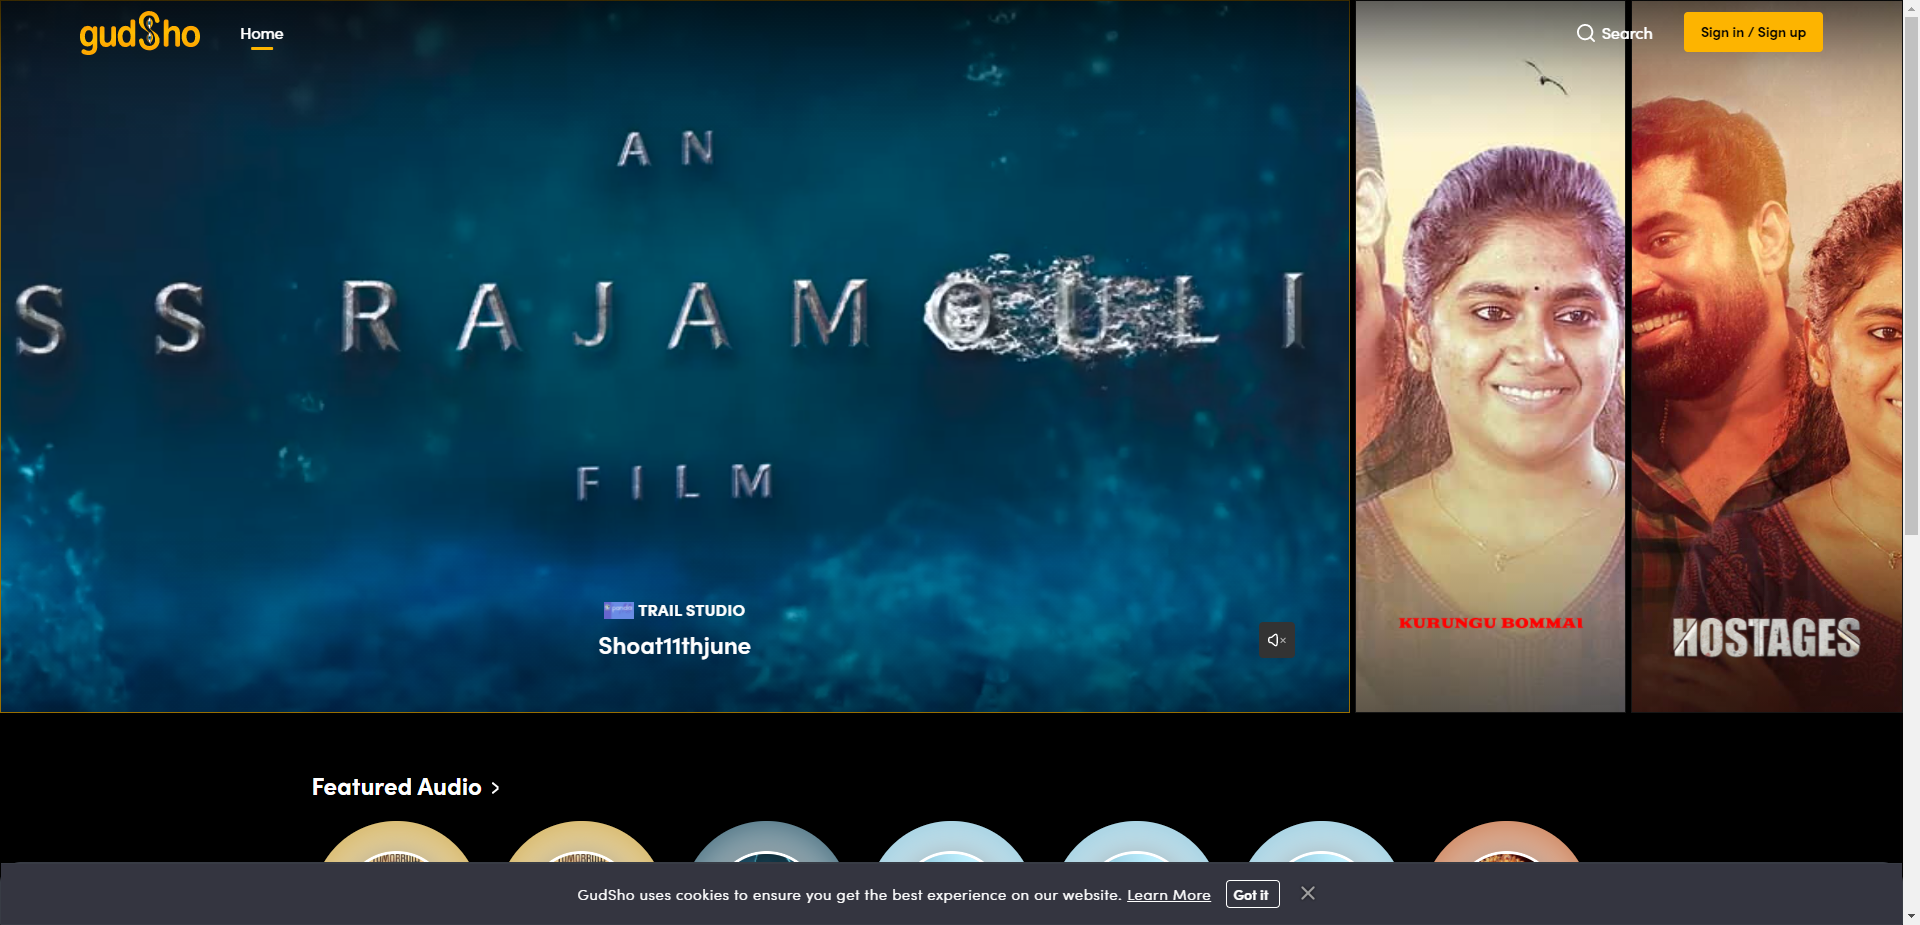 gudSho
Home
Search
Sign in / Sign up
AN
SS RAJAMOULI
FILM
TRAIL STUDIO
Shoat11thjune
KURUNGU BOMMAI
HOSTAGES
Featured Audio >
GudSho uses cookies to ensure you get the best experience on our website. Learn More
Got it